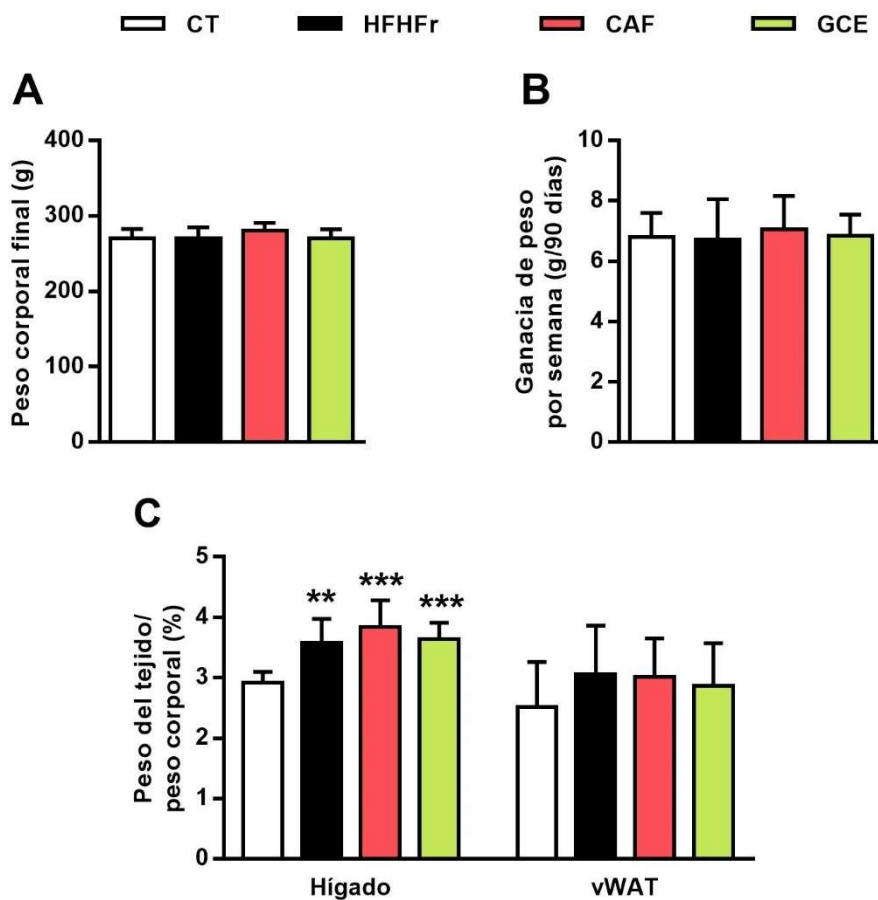 CT HFHFr CAF GCE
A
Peso corporal final (g)
400
300
200
100
0
B
Ganacia de peso
por semana (g/90 días)
10
8
6
4
2
0
C
Peso del tejido/
peso corporal (%)
5
4
3
2
1
0
** *** ***
Hígado vWAT